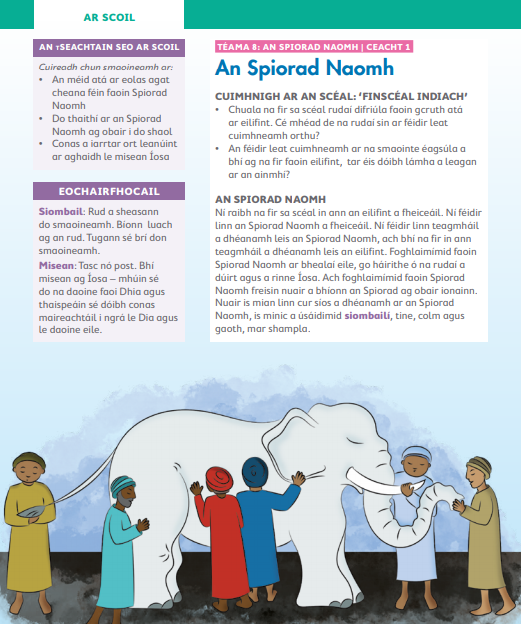 AR SCOIL
AN tSEACHTAIN SEO AR SCOIL
Cuireadh chun smaoineamh ar:
• An méid atá ar eolas agat
cheana féin faoin Spiorad
Naomh
• Do thaithí ar an Spiorad
Naomh ag obair i do shaol
• Conas a iarrtar ort leanúint
ar aghaidh le misean Íosa
EOCHAIRFHOCAIL
Siombail: Rud a sheasann
do smaoineamh. Bíonn luach
ag an rud. Tugann sé brí don
smaoineamh.
Misean: Tasc nó post. Bhí
misean ag Íosa – mhúin sé
do na daoine faoi Dhia agus
thaispeáin sé dóibh conas
maireachtáil i ngrá le Dia agus
le daoine eile.
TÉAMA 8: AN SPIORAD NAOMH | CEACHT 1
An Spiorad Naomh
CUIMHNIGH AR AN SCÉAL: ‘FINSCÉAL INDIACH’
• Chuala na fir sa scéal rudaí difriúla faoin gcruth atá
ar eilifint. Cé mhéad de na rudaí sin ar féidir leat
cuimhneamh orthu?
• An féidir leat cuimhneamh ar na smaointe éagsúla a
bhí ag na fir faoin eilifint, tar éis dóibh lámha a leagan
ar an ainmhí?
AN SPIORAD NAOMH
Ní raibh na fir sa scéal in ann an eilifint a fheiceáil. Ní féidir
linn an Spiorad Naomh a fheiceáil. Ní féidir linn teagmháil
a dhéanamh leis an Spiorad Naomh, ach bhí na fir in ann
teagmháil a dhéanamh leis an eilifint. Foghlaimímid faoin
Spiorad Naomh ar bhealaí eile, go háirithe ó na rudaí a
dúirt agus a rinne Íosa. Ach foghlaimímid faoin Spiorad
Naomh freisin nuair a bhíonn an Spiorad ag obair ionainn.
Nuair is mian linn cur síos a dhéanamh ar an Spiorad
Naomh, is minic a úsáidimid siombailí, tine, colm agus
gaoth, mar shampla.